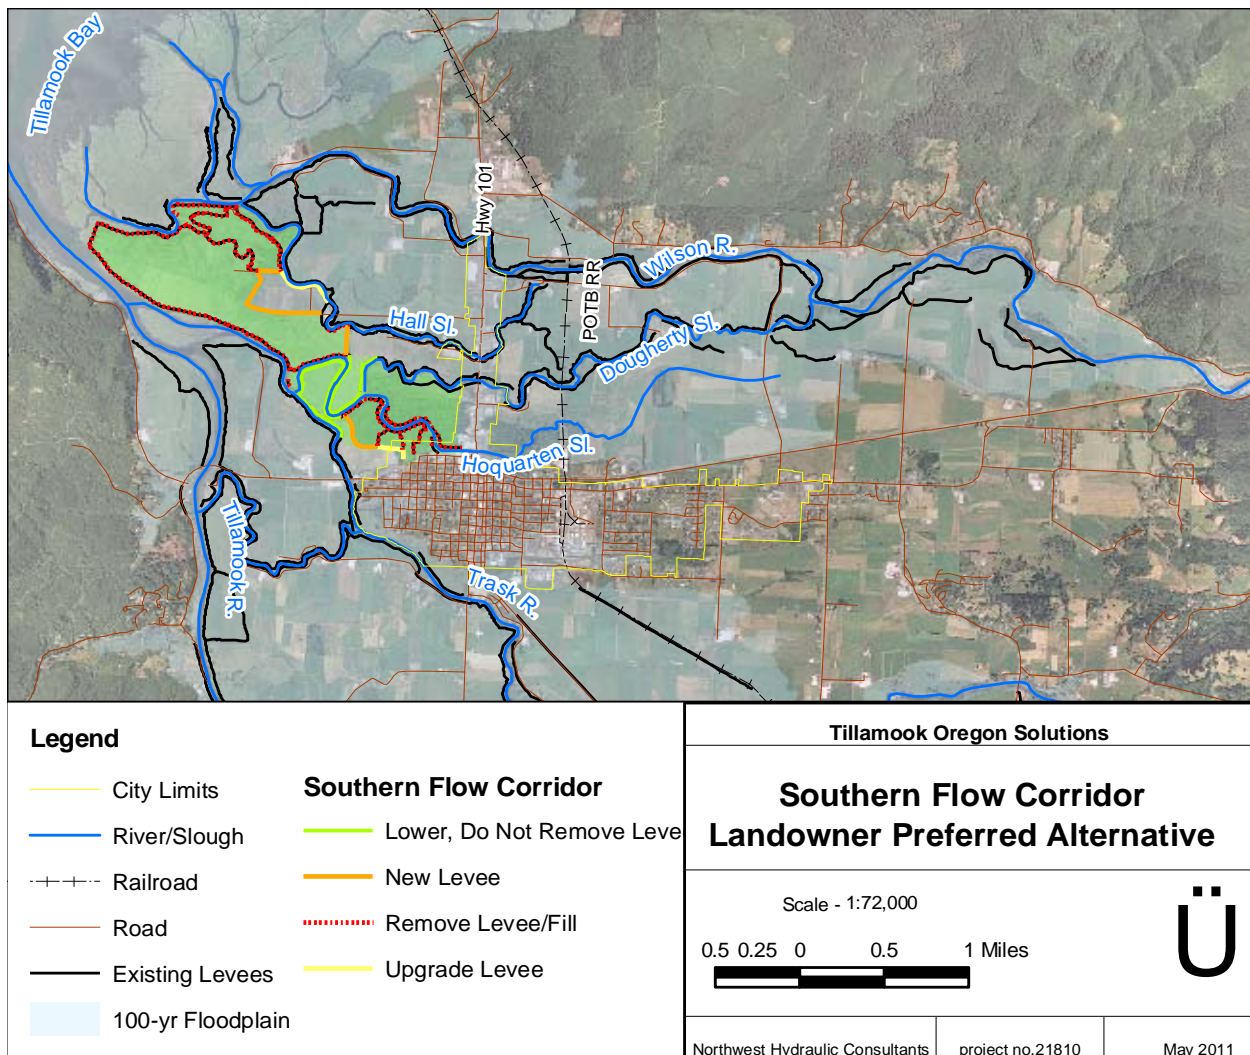 Tillamook Bay
Hwy 101
Wilson R.
POTB RR
Hall Sl.
Dougherty Sl.
Hoquarten Sl.
Tillamook R.
Trask R.
Legend
City Limits
River/Slough
Railroad
Road
Existing Levees
100-yr Floodplain
Southern Flow Corridor
Lower, Do Not Remove Leve
New Levee
Remove Levee/Fill
Upgrade Levee
Tillamook Oregon Solutions
Southern Flow Corridor
Landowner Preferred Alternative
Scale - 1:72,000
0.5 0.25 0 0.5 1 Miles
Ü
Northwest Hydraulic Consultants project no.21810 May 2011